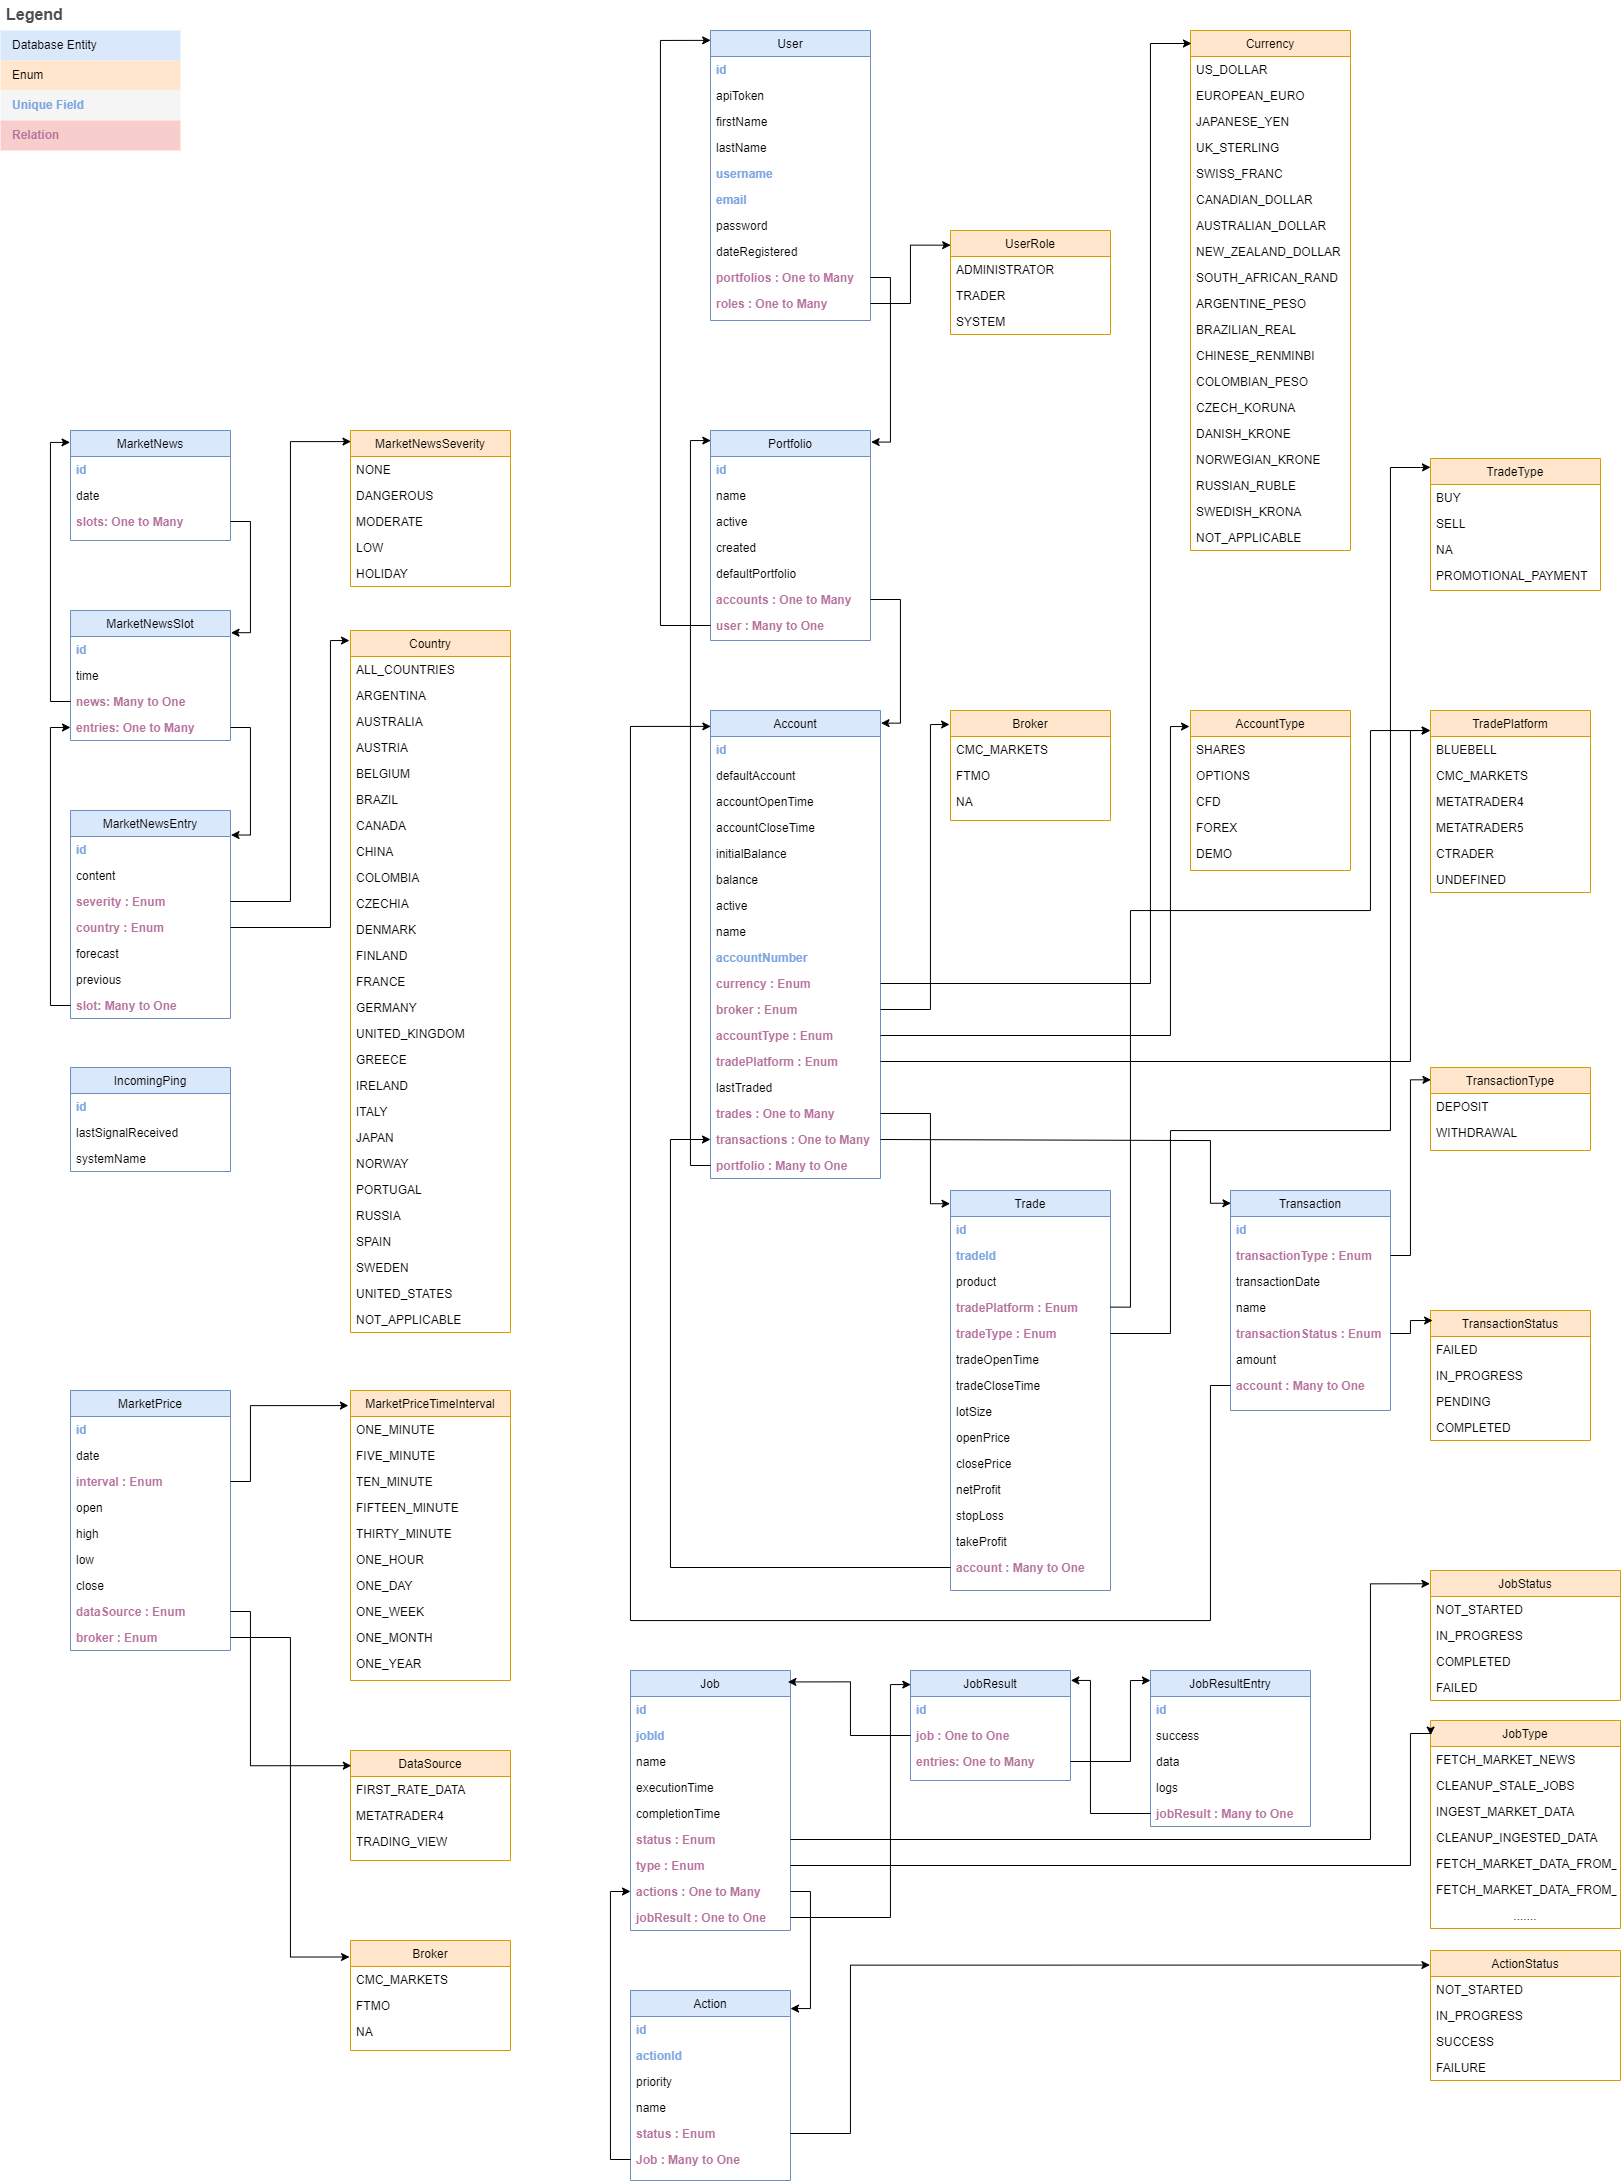 Legend
Database Entity
Enum
Unique Field
Relation
User
id
apiToken
firstName
lastName
username
email
password
dateRegistered
portfolios : One to Many
roles : One to Many
UserRole
ADMINISTRATOR
TRADER
SYSTEM
Currency
US_DOLLAR
EUROPEAN_EURO
JAPANESE_YEN
UK_STERLING
SWISS_FRANC
CANADIAN_DOLLAR
AUSTRALIAN_DOLLAR
NEW_ZEALAND_DOLLAR
SOUTH_AFRICAN_RAND
ARGENTINE_PESO
BRAZILIAN_REAL
CHINESE_RENMINBI
COLOMBIAN_PESO
CZECH_KORUNA
DANISH_KRONE
NORWEGIAN_KRONE
RUSSIAN_RUBLE
SWEDISH_KRONA
NOT_APPLICABLE
MarketNews
id
date
slots: One to Many
MarketNewsSeverity
NONE
DANGEROUS
MODERATE
LOW
HOLIDAY
Portfolio
id
name
active
created
defaultPortfolio
accounts : One to Many
user : Many to One
TradeType
BUY
SELL
NA
PROMOTIONAL_PAYMENT
MarketNewsSlot
id
time
news: Many to One
entries: One to Many
Country
ALL_COUNTRIES
ARGENTINA
AUSTRALIA
AUSTRIA
BELGIUM
BRAZIL
CANADA
CHINA
COLOMBIA
CZECHIA
DENMARK
FINLAND
FRANCE
GERMANY
UNITED_KINGDOM
GREECE
IRELAND
ITALY
JAPAN
NORWAY
PORTUGAL
RUSSIA
SPAIN
SWEDEN
UNITED_STATES
NOT_APPLICABLE
MarketNewsEntry
id
content
severity : Enum
country : Enum
forecast
previous
slot: Many to One
IncomingPing
id
lastSignalReceived
systemName
Account
id
defaultAccount
accountOpenTime
accountCloseTime
initialBalance
balance
active
name
accountNumber
currency : Enum
broker : Enum
accountType : Enum
tradePlatform : Enum
lastTraded
trades : One to Many
transactions : One to Many
portfolio : Many to One
Broker
CMC_MARKETS
FTMO
NA
AccountType
SHARES
OPTIONS
CFD
FOREX
DEMO
TradePlatform
BLUEBELL
CMC_MARKETS
METATRADER4
METATRADER5
CTRADER
UNDEFINED
TransactionType
DEPOSIT
WITHDRAWAL
Trade
id
tradeId
product
tradePlatform : Enum
tradeType : Enum
tradeOpenTime
tradeCloseTime
lotSize
openPrice
closePrice
netProfit
stopLoss
takeProfit
account : Many to One
Transaction
id
transactionType : Enum
transactionDate
name
transactionStatus : Enum
amount
account : Many to One
TransactionStatus
FAILED
IN_PROGRESS
PENDING
COMPLETED
MarketPrice
id
date
interval : Enum
open
high
low
close
dataSource : Enum
broker : Enum
MarketPriceTimeInterval
ONE_MINUTE
FIVE_MINUTE
TEN_MINUTE
FIFTEEN_MINUTE
THIRTY_MINUTE
ONE_HOUR
ONE_DAY
ONE_WEEK
ONE_MONTH
ONE_YEAR
DataSource
FIRST_RATE_DATA
METATRADER4
TRADING_VIEW
Broker
CMC_MARKETS
FTMO
NA
Job
id
jobId
name
executionTime
completionTime
status : Enum
type : Enum
actions : One to Many
jobResult : One to One
JobResult
id
job : One to One
entries: One to Many
JobResultEntry
id
success
data
logs
jobResult : Many to One
JobStatus
NOT_STARTED
IN_PROGRESS
COMPLETED
FAILED
JobType
FETCH_MARKET_NEWS
CLEANUP_STALE_JOBS
INGEST_MARKET_DATA
CLEANUP_INGESTED_DATA
FETCH_MARKET_DATA_FROM_
FETCH_MARKET_DATA_FROM_
.......
Action
id
actionId
priority
name
status : Enum
Job : Many to One
ActionStatus
NOT_STARTED
IN_PROGRESS
SUCCESS
FAILURE